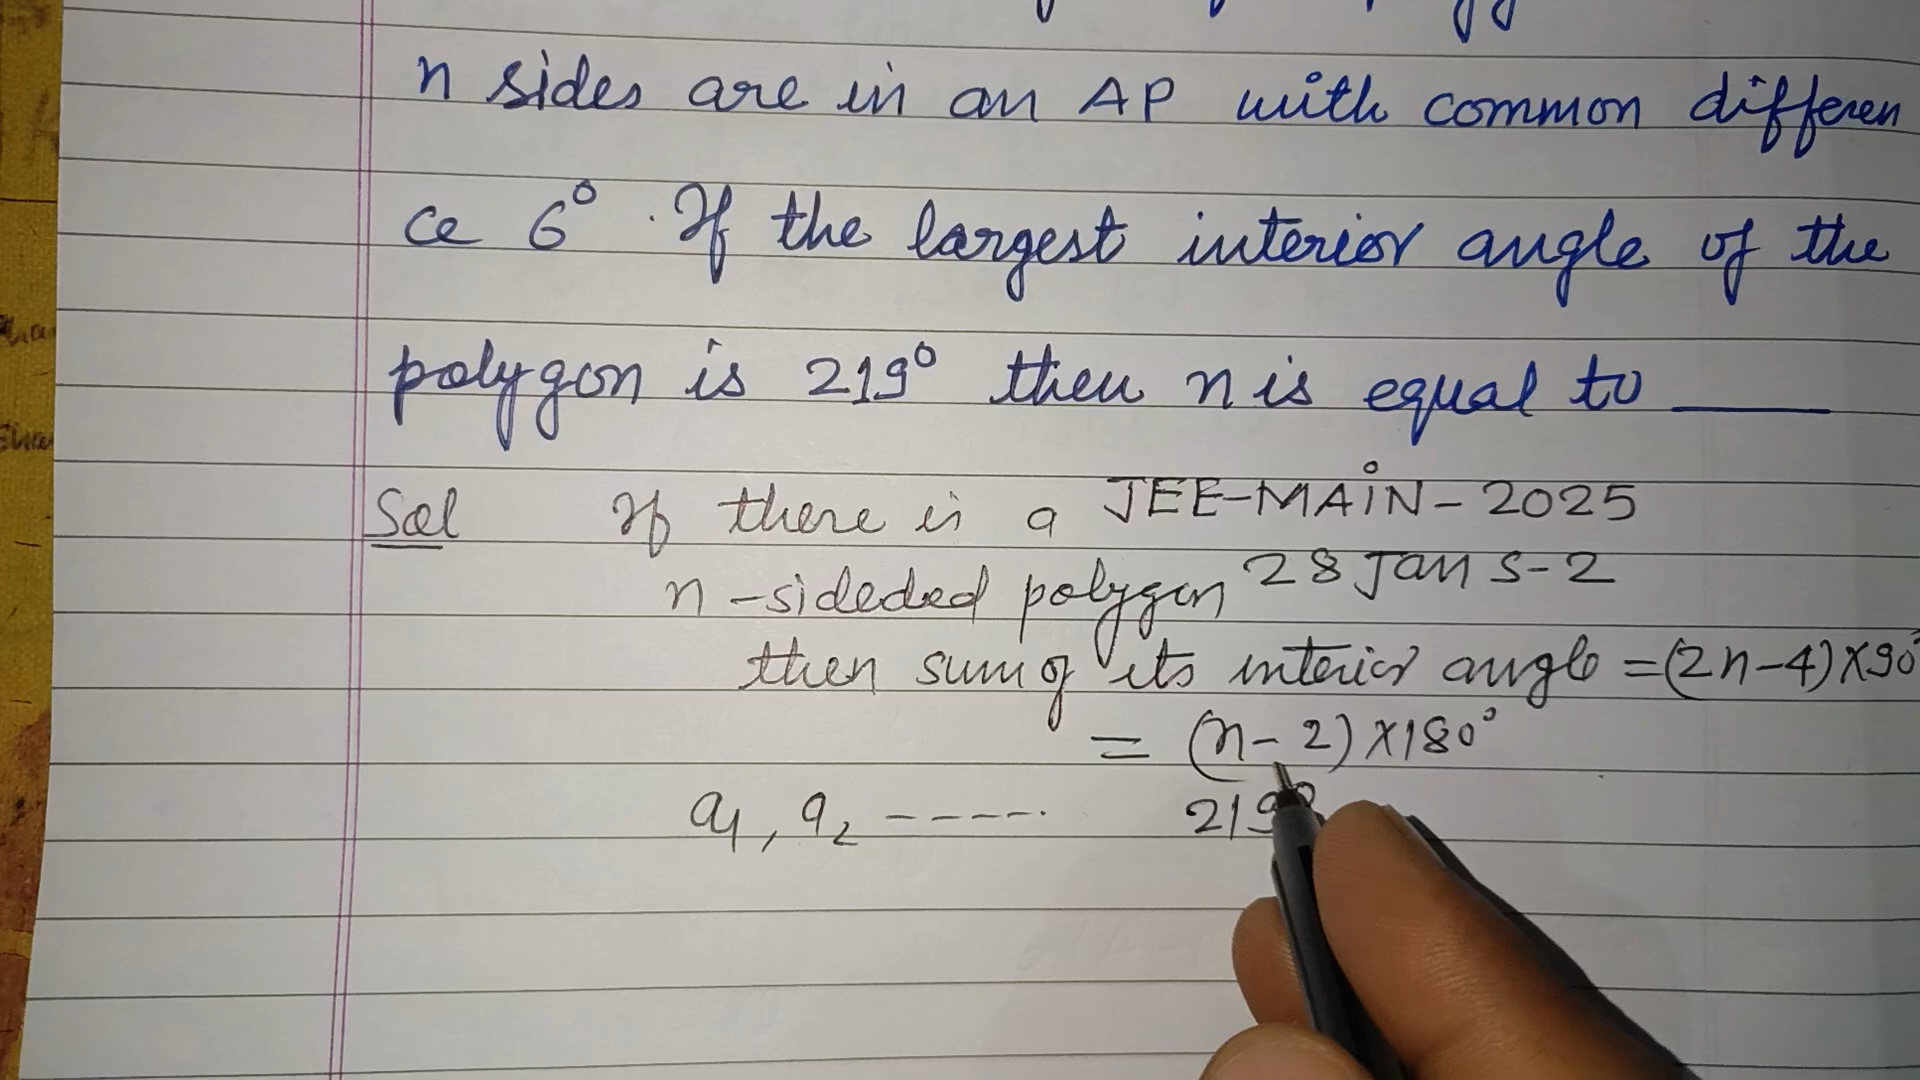 n sides are in an AP with common differen
ce 6° . If the largest interior angle of the
polygon is 219° then n is equal to ____
Sol If there is a JEE-MAIN-2025
n-sideded polygon 28 Jan S-2
then sum of its interior angle = (2n-4)×90°
= (n-2)×180°
a1, a2 ----- 219°